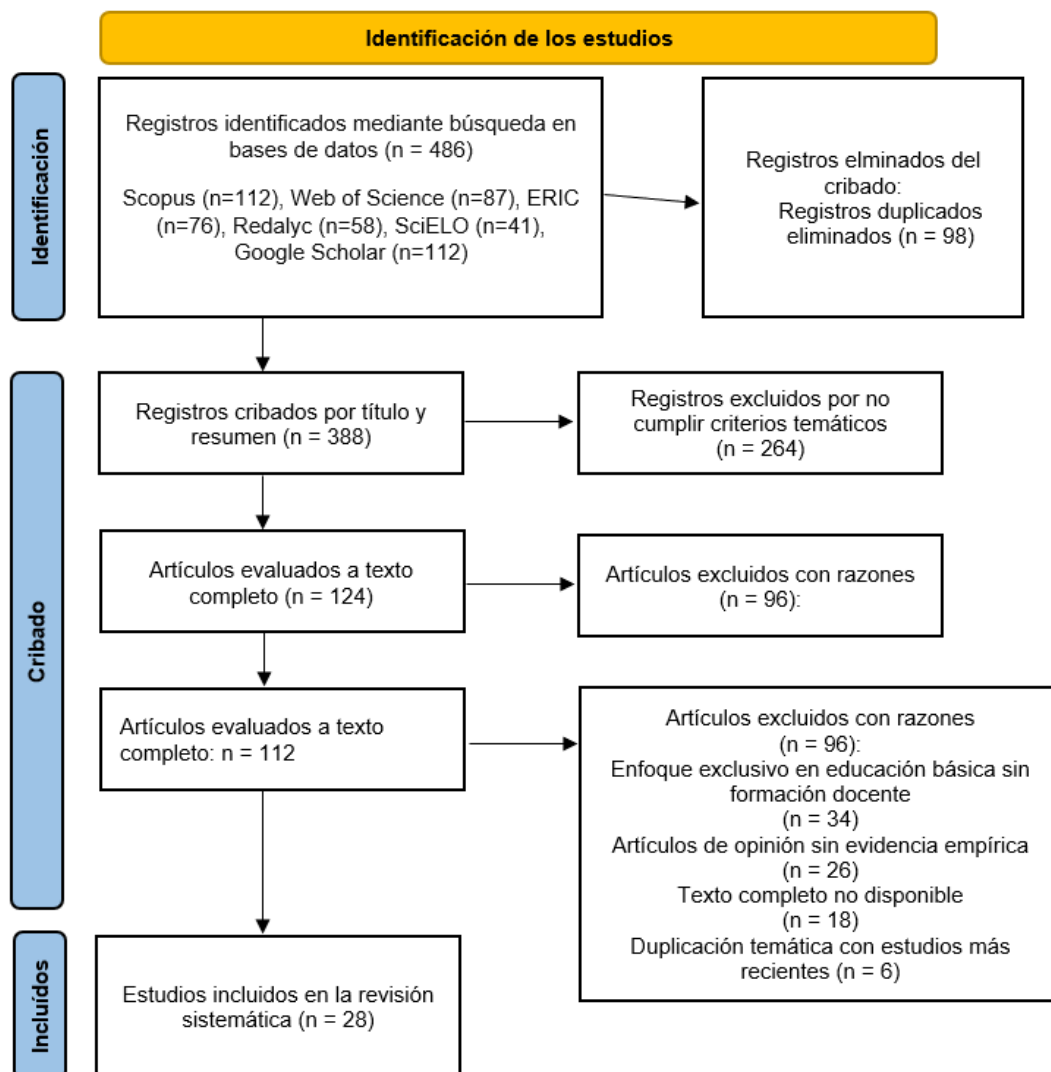 Identificación de los estudios
Identificación
Registros identificados mediante búsqueda en
bases de datos (n = 486)
Scopus (n=112), Web of Science (n=87), ERIC
(n=76), Redalyc (n=58), SciELO (n=41),
Google Scholar (n=112)
Registros elminados del
cribado:
Registros duplicados
eliminados (n = 98)
Cribado
Registros cribados por título y
resumen (n = 388)
Registros excluidos por no
cumplir criterios temáticos
(n = 264)
Artículos evaluados a texto
completo (n = 124)
Artículos excluidos con razones
(n = 96):
Artículos evaluados a texto
completo: n = 112
Artículos excluidos con razones
(n = 96):
Enfoque exclusivo en educación básica sin
formación docente
(n = 34)
Artículos de opinión sin evidencia empírica
(n = 26)
Texto completo no disponible
(n = 18)
Duplicación temática con estudios más
recientes (n = 6)
Incluídos
Estudios incluidos en la revisión
sistemática (n = 28)